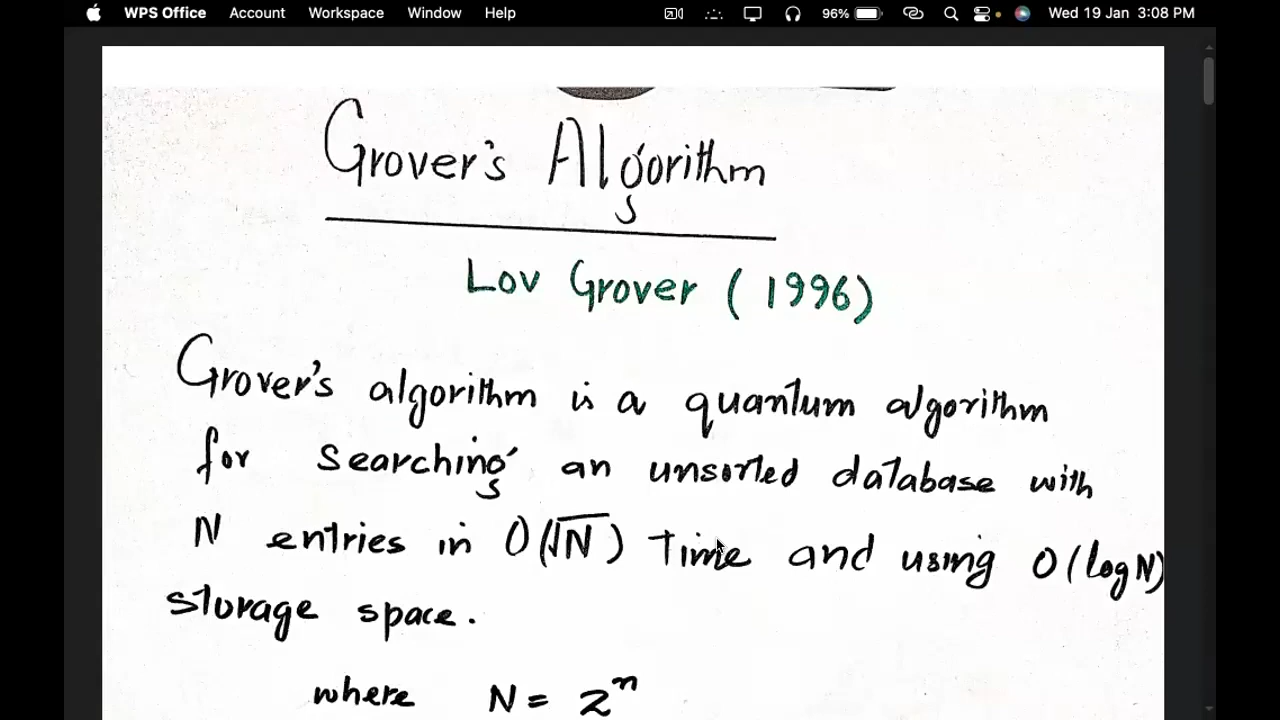 WPS Office Account Workspace Window Help 96% Wed 19 Jan 3:08 PM
Grover's Algorithm
Lov Grover (1996)
Grover's algorithm is a quantum algorithm
for searching an unsorted database with
N entries in O(√N) Time and using O(log N)
storage space.
where N = 2ⁿ